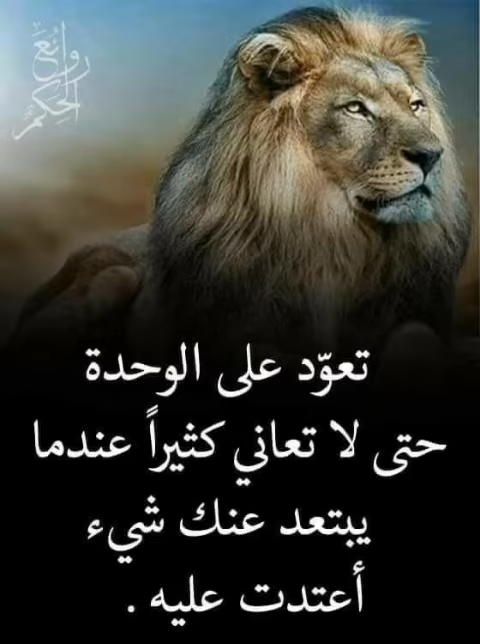 روائع
الحكم
تعوّد على الوحدة
حتى لا تعاني كثيراً عندما
يبتعد عنك شيء
أعتدت عليه .